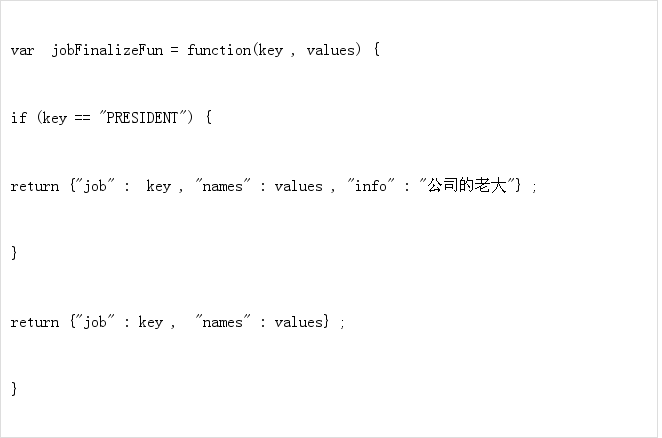 var  jobFinalizeFun = function(key , values) {
if (key == "PRESIDENT") {
return {"job" :  key , "names" : values , "info" : "公司的老大"} ;
}
return {"job" : key ,  "names" : values} ;
}